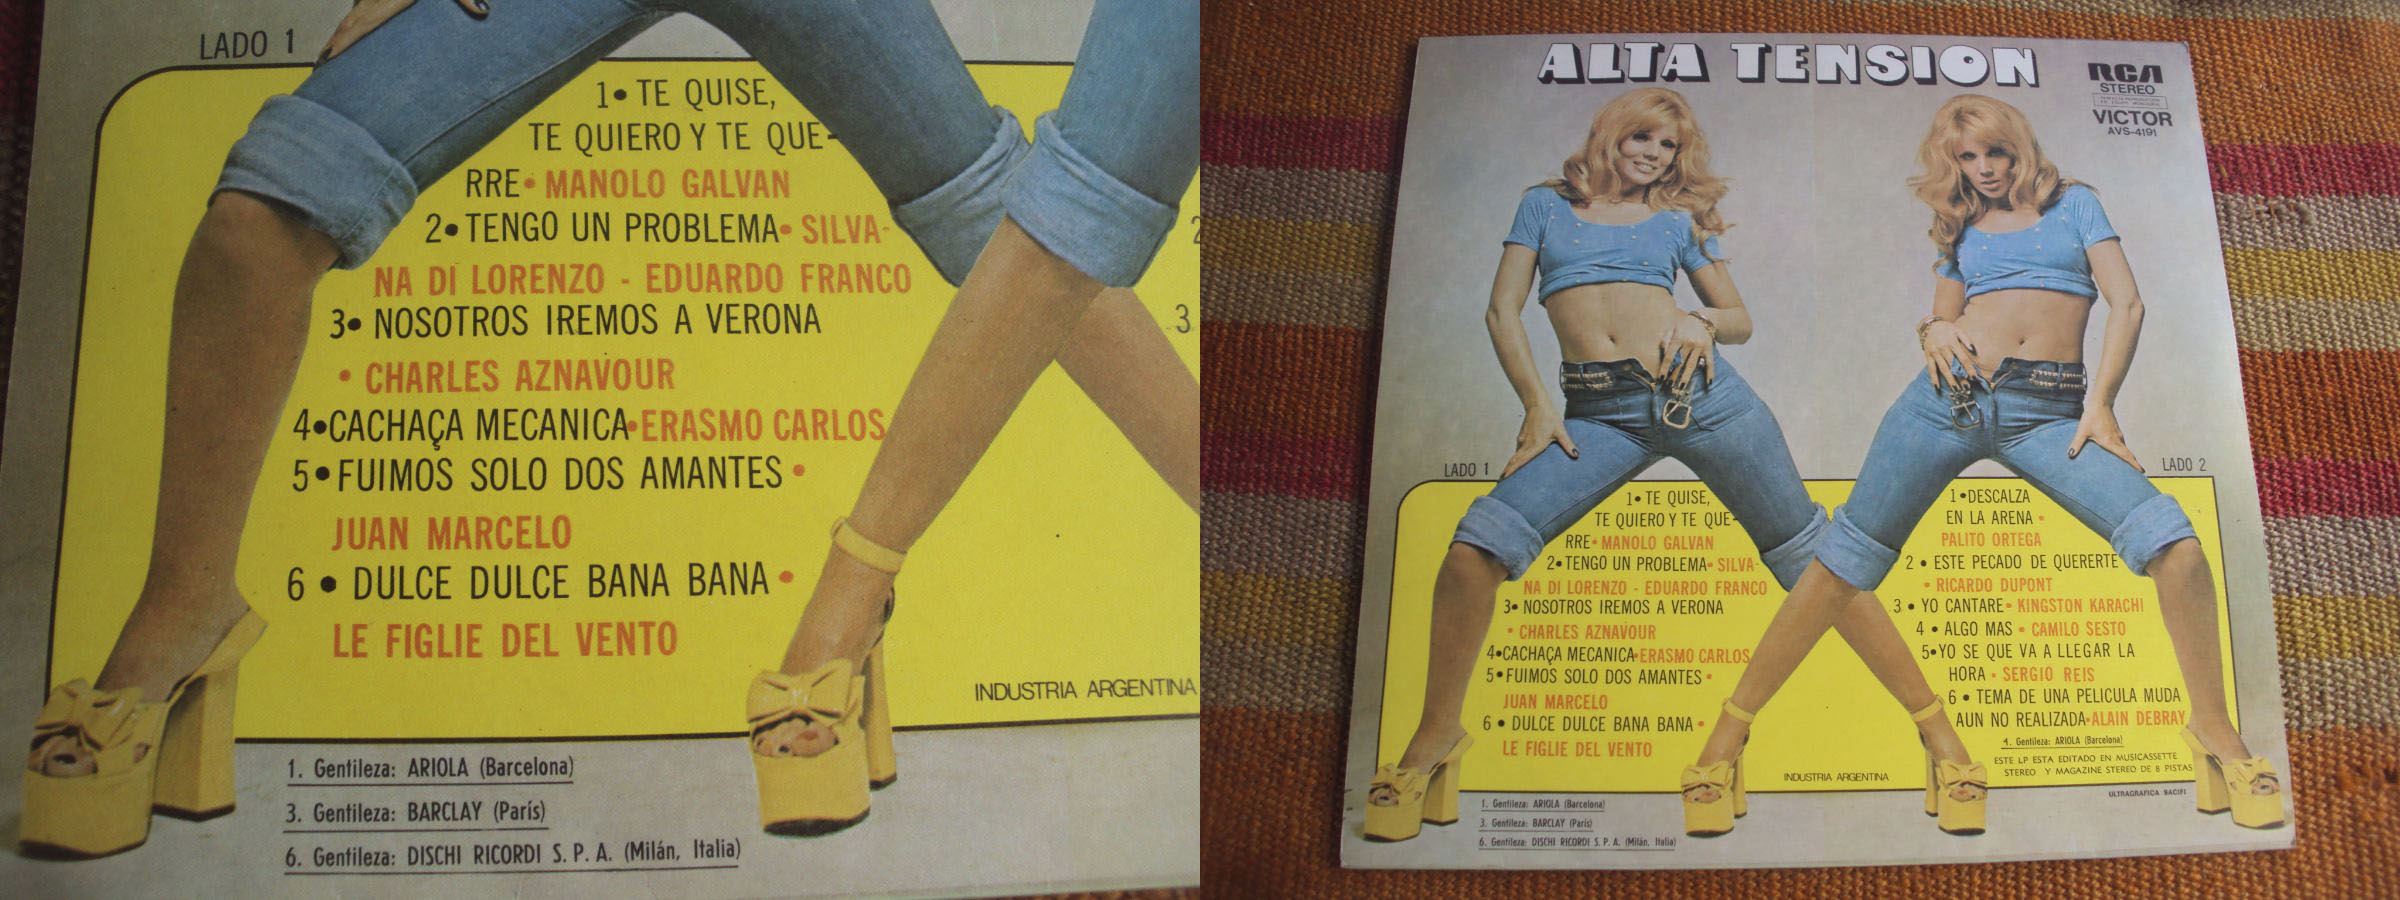 LADO 1
1• TE QUISE,
TE QUIERO Y TE QUE-
RRE• MANOLO GALVAN
2• TENGO UN PROBLEMA• SILVA-
NA DI LORENZO - EDUARDO FRANCO
3• NOSOTROS IREMOS A VERONA
• CHARLES AZNAVOUR
4•CACHAÇA MECANICA•ERASMO CARLOS
5•FUIMOS SOLO DOS AMANTES •
JUAN MARCELO
6 • DULCE DULCE BANA BANA •
LE FIGLIE DEL VENTO
INDUSTRIA ARGENTINA
1. Gentileza: ARIOLA (Barcelona)
3. Gentileza: BARCLAY (París)
6. Gentileza: DISCHI RICORDI S. P. A. (Milán, Italia)
2
3
ALTA TENSION
RCA
STEREO
VICTOR
AVS-4191
LADO 1
1• TE QUISE,
TE QUIERO Y TE QUE-
RRE• MANOLO GALVAN
2•TENGO UN PROBLEMA• SILVA-
NA DI LORENZO - EDUARDO FRANCO
3• NOSOTROS IREMOS A VERONA
• CHARLES AZNAVOUR
4•CACHAÇA MECANICA•ERASMO CARLOS
5•FUIMOS SOLO DOS AMANTES •
JUAN MARCELO
6 • DULCE DULCE BANA BANA •
LE FIGLIE DEL VENTO
INDUSTRIA ARGENTINA
1. Gentileza: ARIOLA (Barcelona)
3. Gentileza: BARCLAY (París)
6. Gentileza: DISCHI RICORDI S. P. A. (Milán, Italia)
LADO 2
1 •DESCALZA
EN LA ARENA •
PALITO ORTEGA
2 • ESTE PECADO DE QUERERTE
• RICARDO DUPONT
3 • YO CANTARE• KINGSTON KARACHI
4 • ALGO MAS • CAMILO SESTO
5•YO SE QUE VA A LLEGAR LA
HORA • SERGIO REIS
6 • TEMA DE UNA PELICULA MUDA
AUN NO REALIZADA•ALAIN DEBRAY
4. Gentileza: ARIOLA (Barcelona)
ESTE LP ESTA EDITADO EN MUSICASSETTE
STEREO Y MAGAZINE STEREO DE 8 PISTAS
ULTRAGRAFICA BACIFI